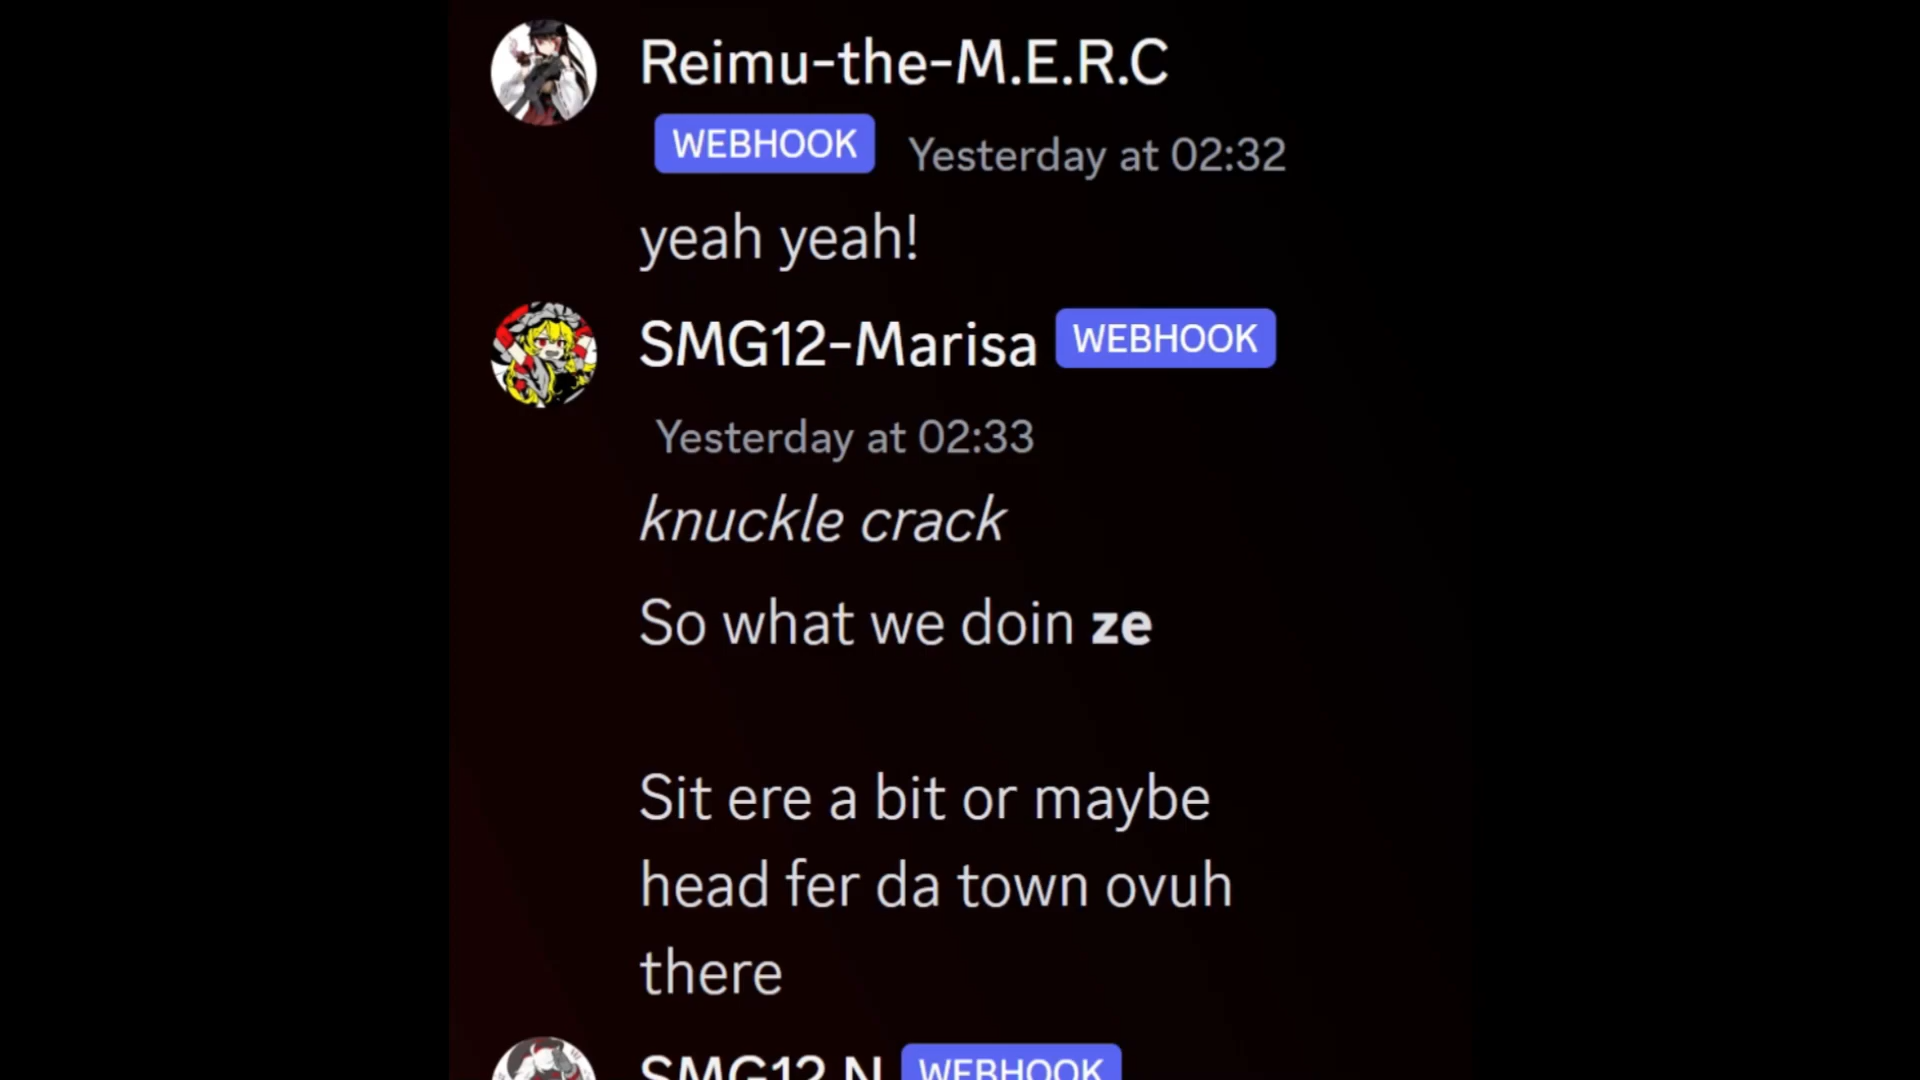 Reimu-the-M.E.R.C
WEBHOOK Yesterday at 02:32
yeah yeah!
SMG12-Marisa WEBHOOK
Yesterday at 02:33
knuckle crack
So what we doin ze
Sit ere a bit or maybe
head fer da town ovuh
there
SMG12 N WEBHOOK